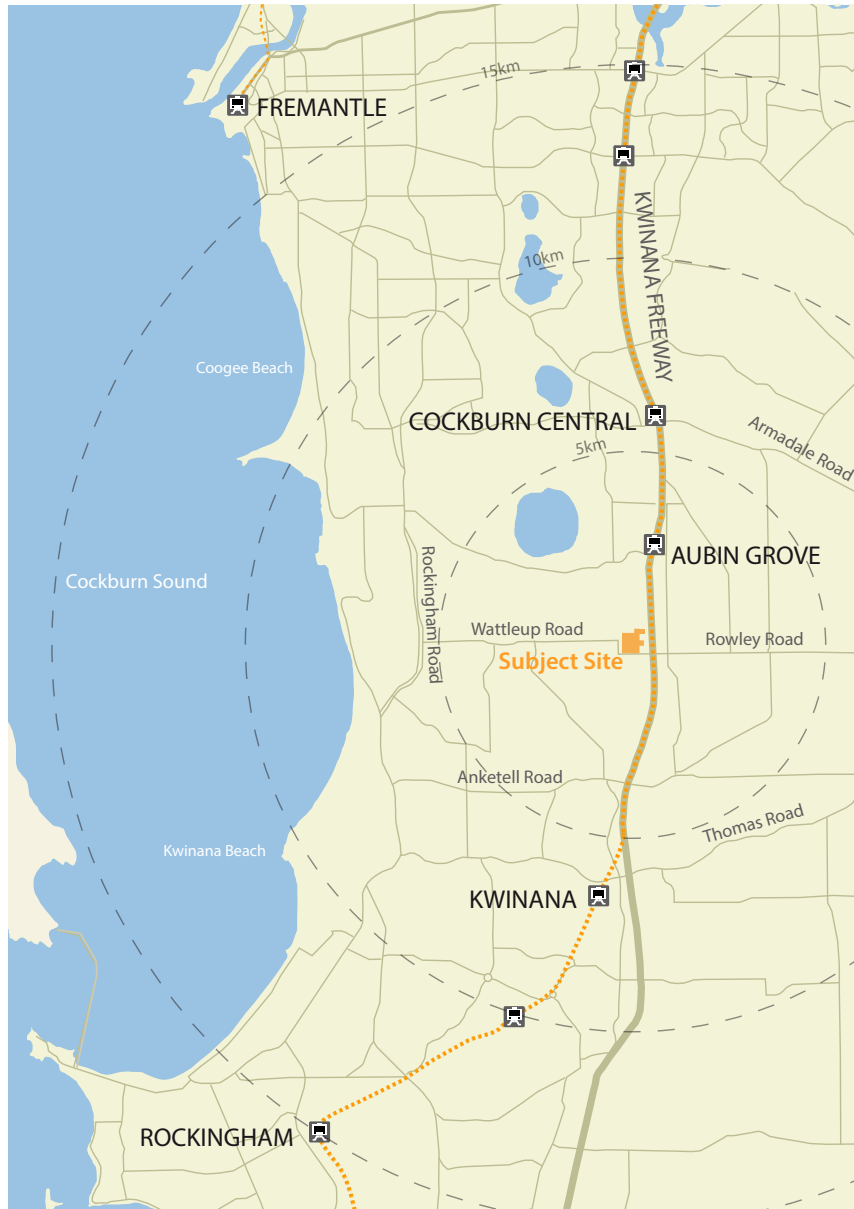 15km
FREMANTLE
KWINANA FREEWAY
10km
Coogee Beach
COCKBURN CENTRAL
Armadale Road
5km
AUBIN GROVE
Cockburn Sound
Rockingham Road
Wattleup Road
Rowley Road
Subject Site
Anketell Road
Thomas Road
Kwinana Beach
KWINANA
ROCKINGHAM